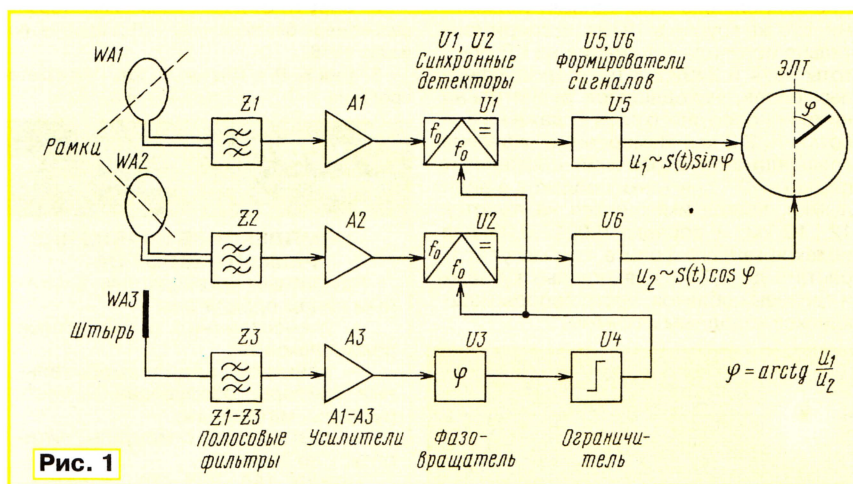 WA1
Рамки
WA2
WA3
Штырь
Z1
Z2
Z3
Z1-Z3
Полосовые
фильтры
A1
A2
A3
A1-A3
Усилители
U1, U2
Синхронные
детекторы
U1
f₀ =
f₀
U2
f₀ =
f₀
U3
φ
Фазо-
вращатель
U4
Ограничи-
тель
U5, U6
Формирователи
сигналов
U5
U6
u₁~s(t)sinφ
u₂~s(t)cos φ
ЭЛТ
φ
φ=arctg u₁/u₂
Рис. 1